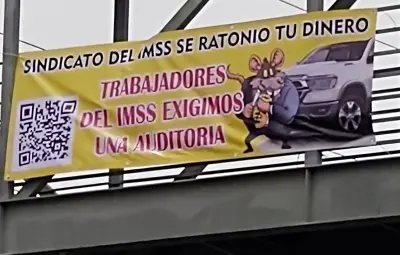 SINDICATO DEL IMSS SE RATONIO TU DINERO
TRABAJADORES
DEL IMSS EXIGIMOS
UNA AUDITORIA